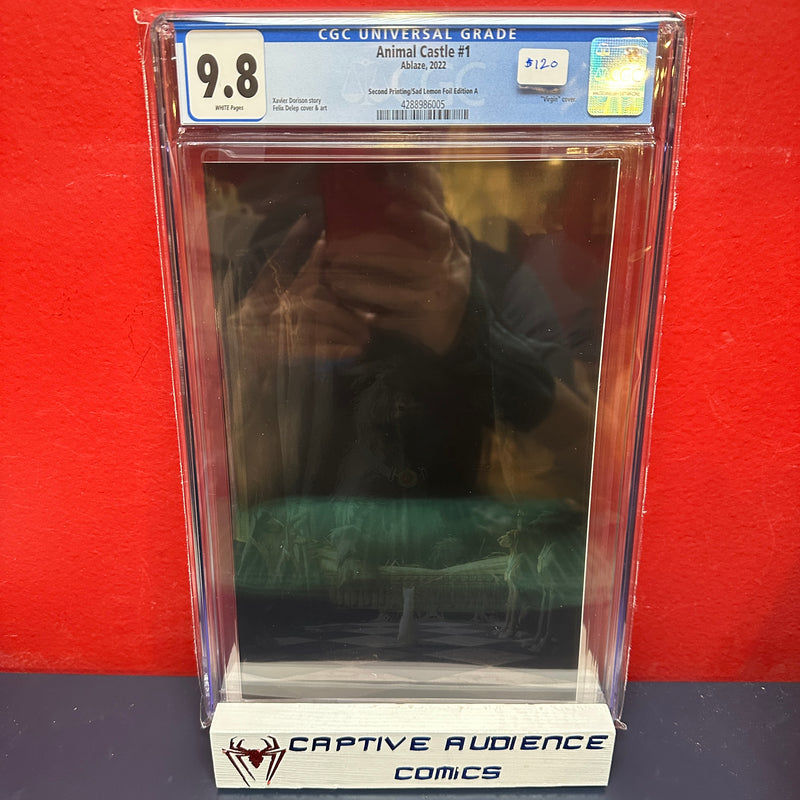 CGC UNIVERSAL GRADE
9.8
WHITE Pages
Animal Castle #1
Ablaze, 2022
$120
Second Printing/Sad Lemon Foil Edition A
Xavier Dorison story
Felix Delep cover & art
"Virgin" cover.
4288986005
CGC
CAPTIVE AUDIENCE
COMICS